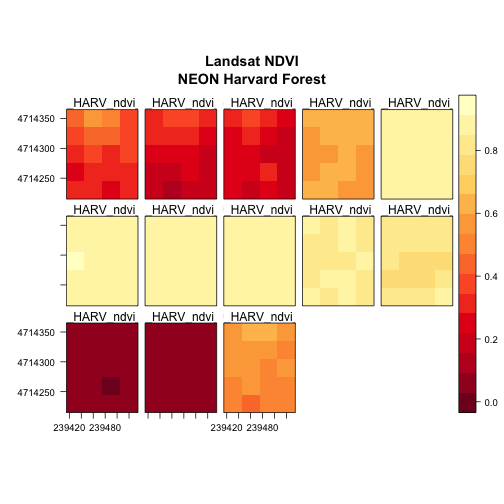 Landsat NDVI
NEON Harvard Forest
HARV_ndvi HARV_ndvi HARV_ndvi HARV_ndvi HARV_ndvi
4714350
4714300
4714250
HARV_ndvi HARV_ndvi HARV_ndvi HARV_ndvi HARV_ndvi
HARV_ndvi HARV_ndvi HARV_ndvi
4714350
4714300
4714250
239420 239480 239420 239480
0.8
0.6
0.4
0.2
0.0